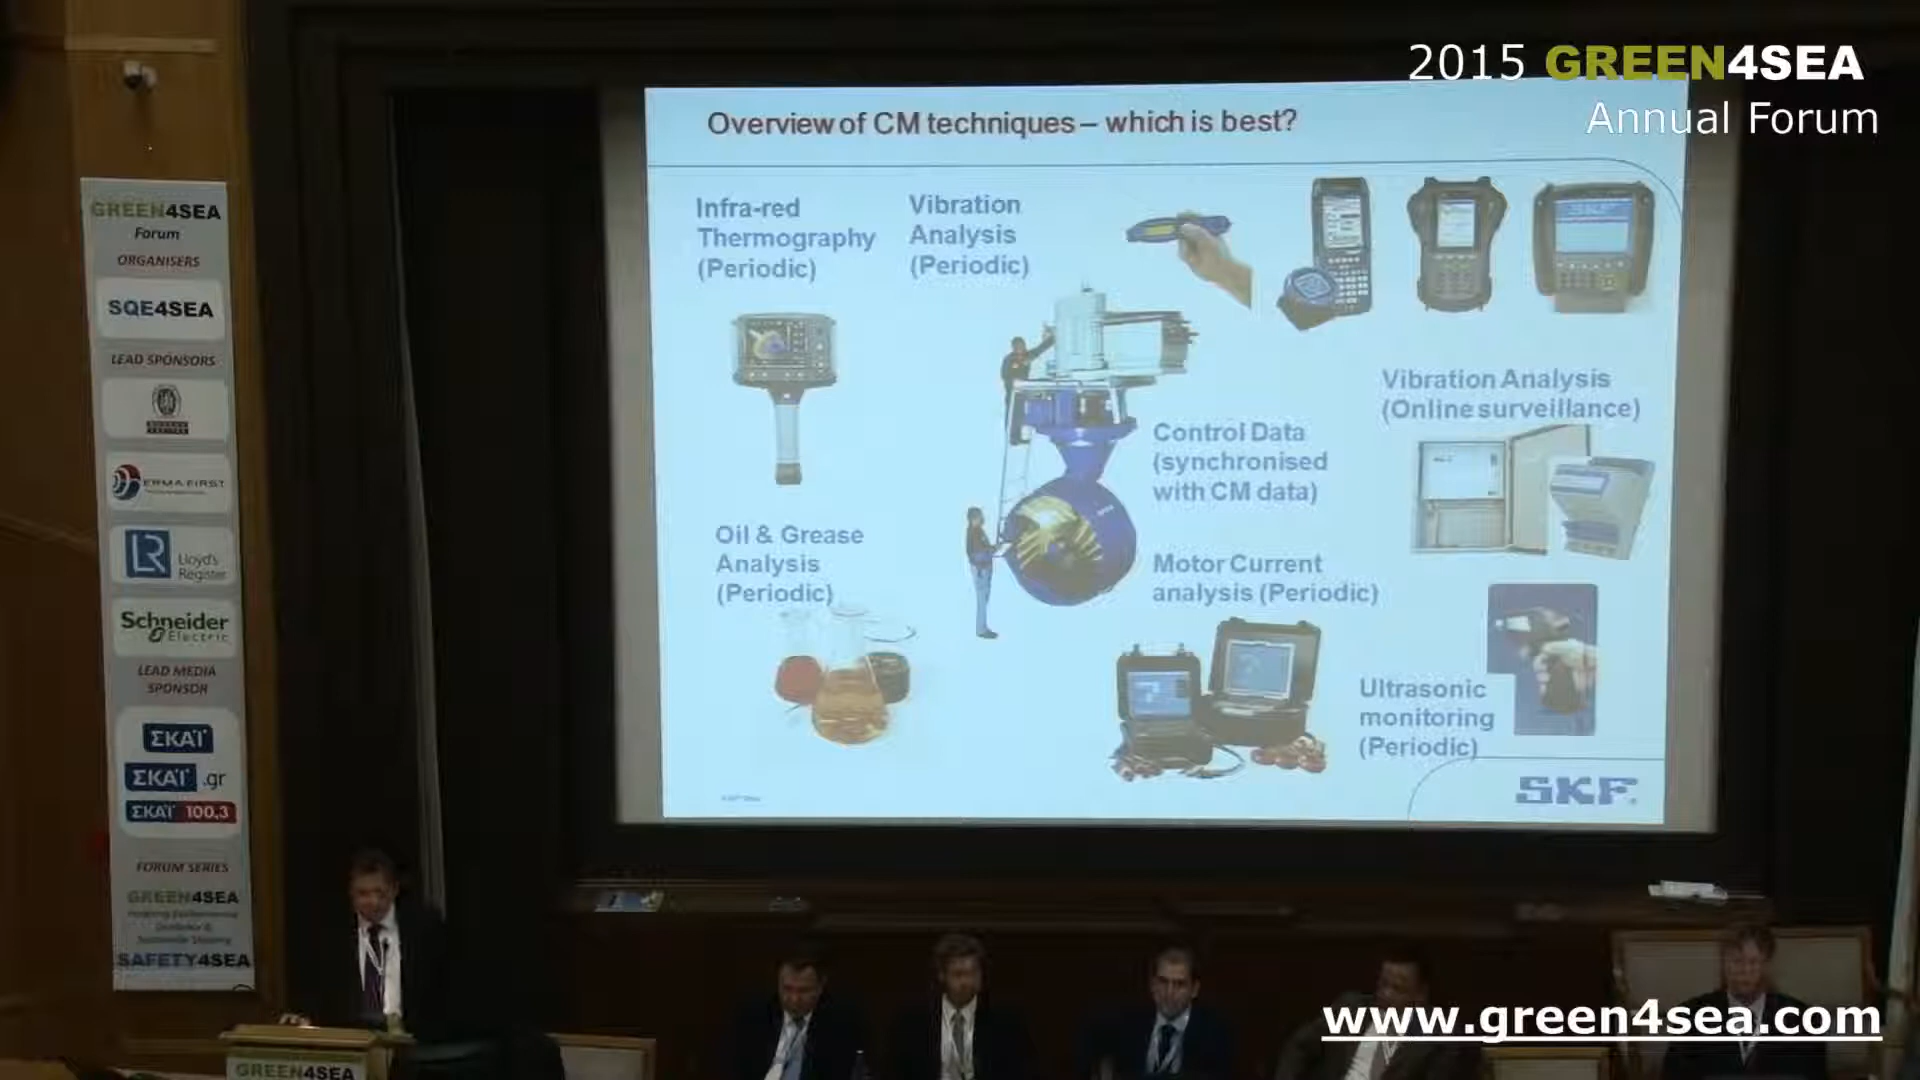 2015 GREEN4SEA
Annual Forum
Overview of CM techniques – which is best?
Infra-red
Thermography
(Periodic)
Vibration
Analysis
(Periodic)
Vibration Analysis
(Online surveillance)
Control Data
(synchronised
with CM data)
Oil & Grease
Analysis
(Periodic)
Motor Current
analysis (Periodic)
Ultrasonic
monitoring
(Periodic)
SKF
SKF
GREEN4SEA
Forum
ORGANISERS
SQE4SEA
LEAD SPONSORS
ERMA FIRST
LR
Lloyd's
Register
Schneider
Electric
LEAD MEDIA
SPONSOR
ΣΚΑΪ
ΣΚΑΪ .gr
ΣΚΑΪ 100,3
FORUM SERIES
GREEN4SEA
SAFETY4SEA
GREEN4SEA
www.green4sea.com